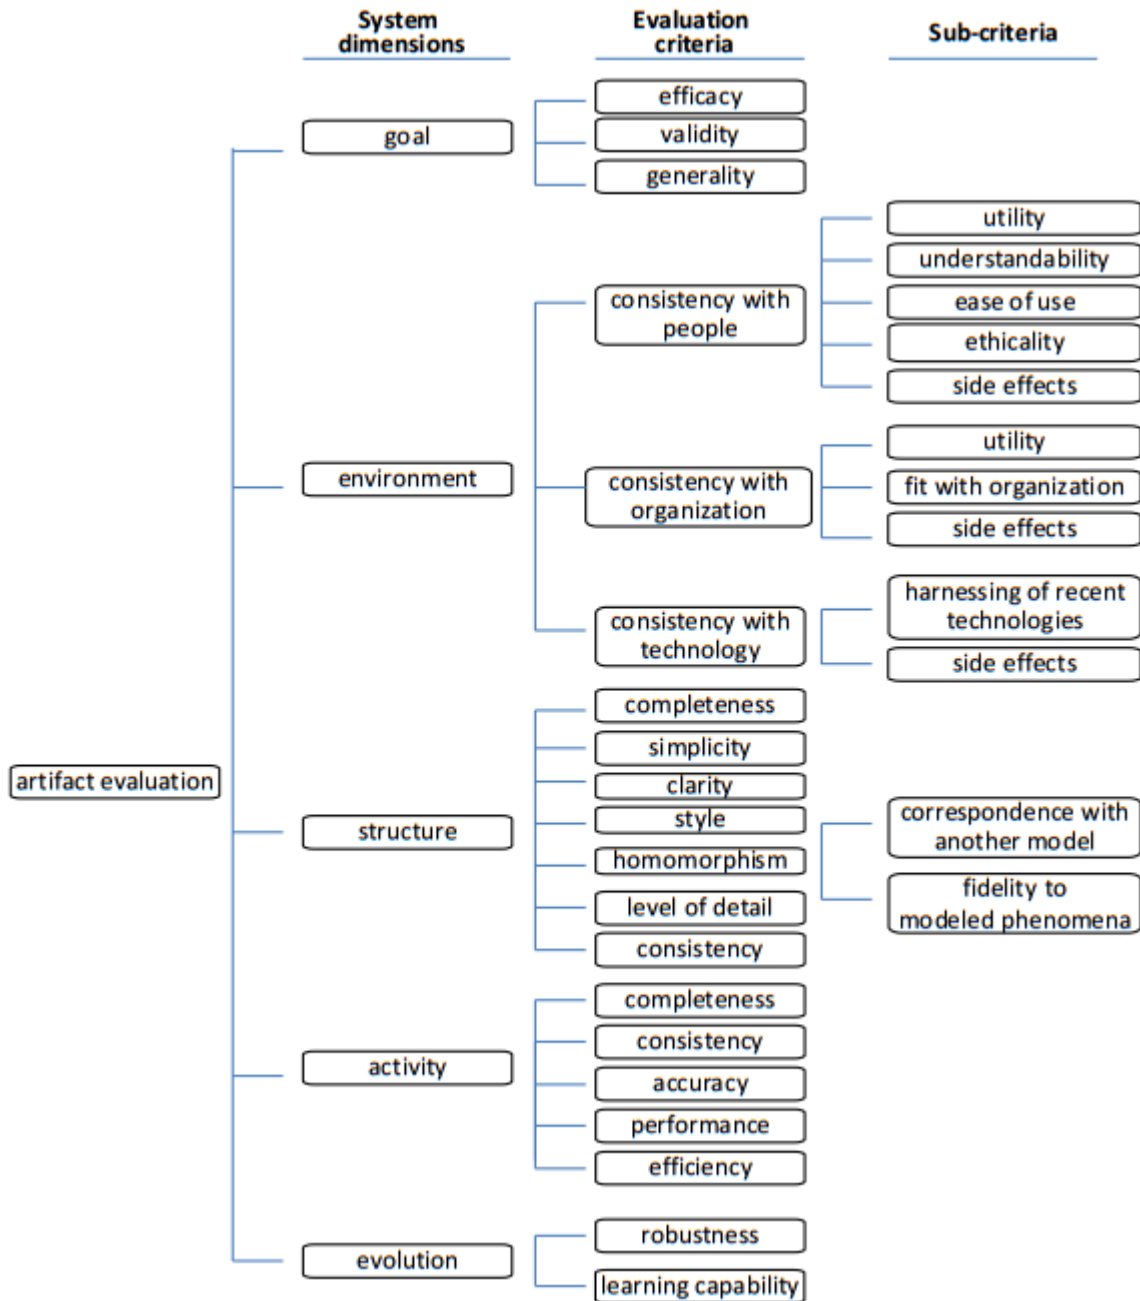 System
dimensions
Evaluation
criteria
Sub-criteria
artifact evaluation
goal
efficacy
validity
generality
environment
consistency with
people
utility
understandability
ease of use
ethicality
side effects
consistency with
organization
utility
fit with organization
side effects
consistency with
technology
harnessing of recent
technologies
side effects
structure
completeness
simplicity
clarity
style
homomorphism
correspondence with
another model
fidelity to
modeled phenomena
level of detail
consistency
activity
completeness
consistency
accuracy
performance
efficiency
evolution
robustness
learning capability